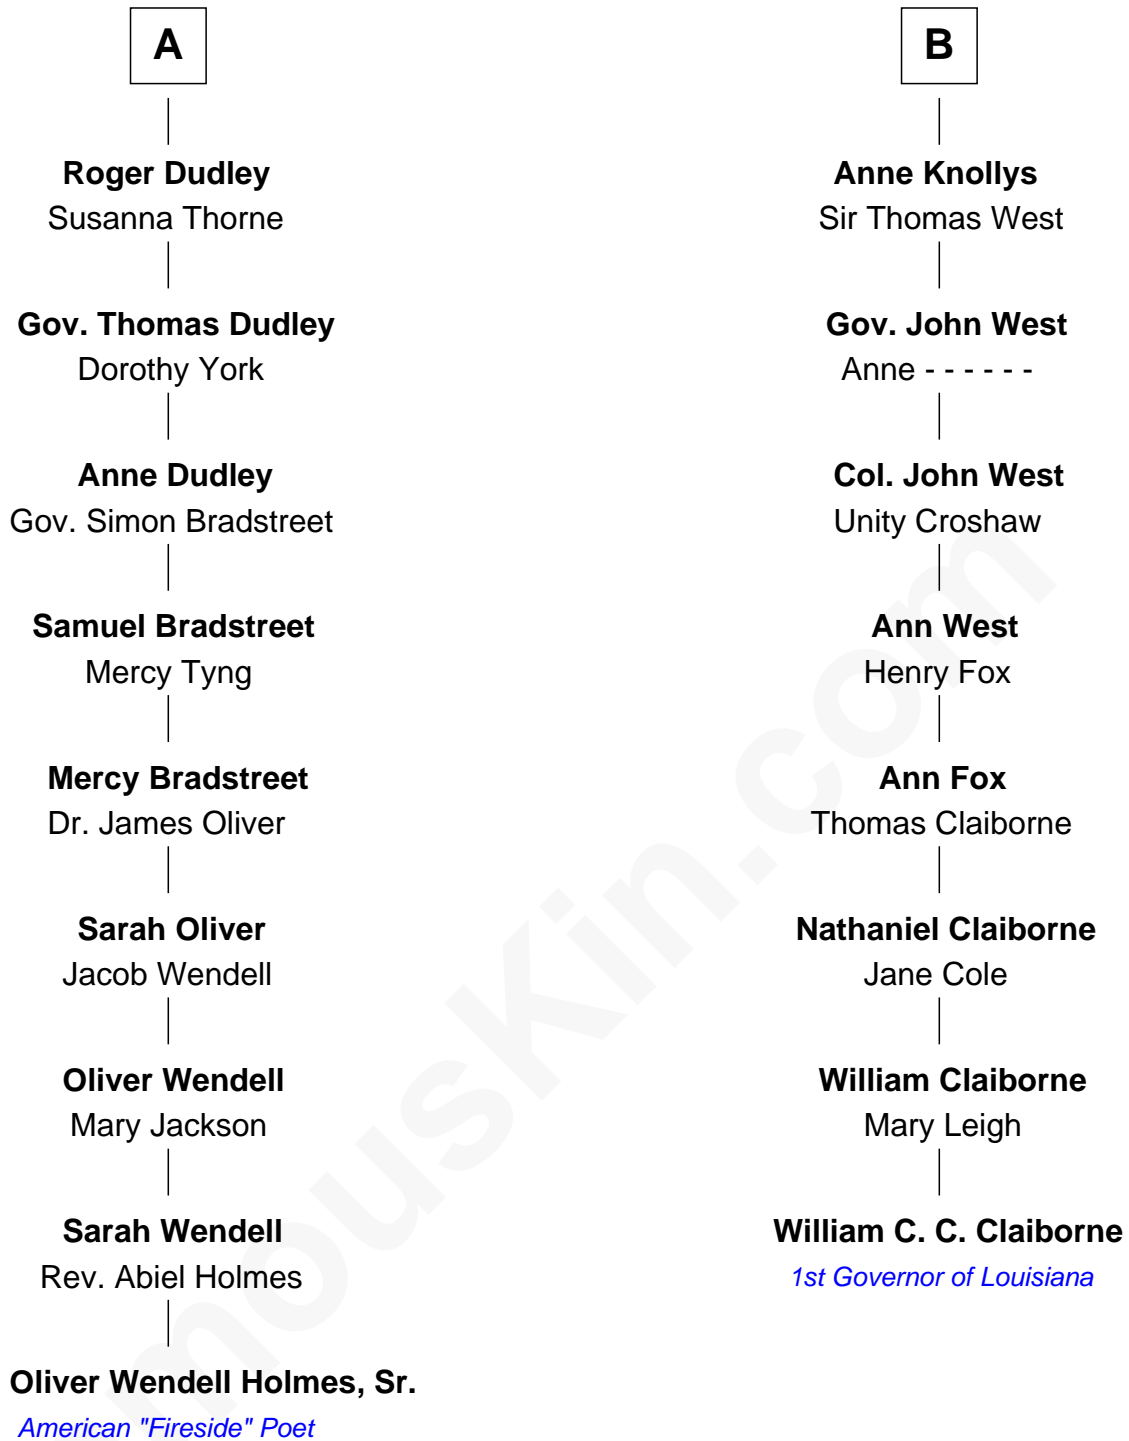 A
Roger Dudley
Susanna Thorne
Gov. Thomas Dudley
Dorothy York
Anne Dudley
Gov. Simon Bradstreet
Samuel Bradstreet
Mercy Tyng
Mercy Bradstreet
Dr. James Oliver
Sarah Oliver
Jacob Wendell
Oliver Wendell
Mary Jackson
Sarah Wendell
Rev. Abiel Holmes
Oliver Wendell Holmes, Sr.
American "Fireside" Poet
B
Anne Knollys
Sir Thomas West
Gov. John West
Anne - - - - - -
Col. John West
Unity Croshaw
Ann West
Henry Fox
Ann Fox
Thomas Claiborne
Nathaniel Claiborne
Jane Cole
William Claiborne
Mary Leigh
William C. C. Claiborne
1st Governor of Louisiana
mousKin.com